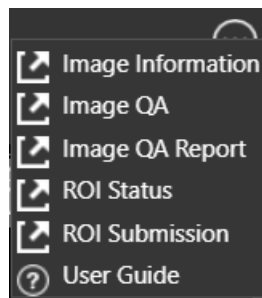 Image Information
Image QA
Image QA Report
ROI Status
ROI Submission
User Guide